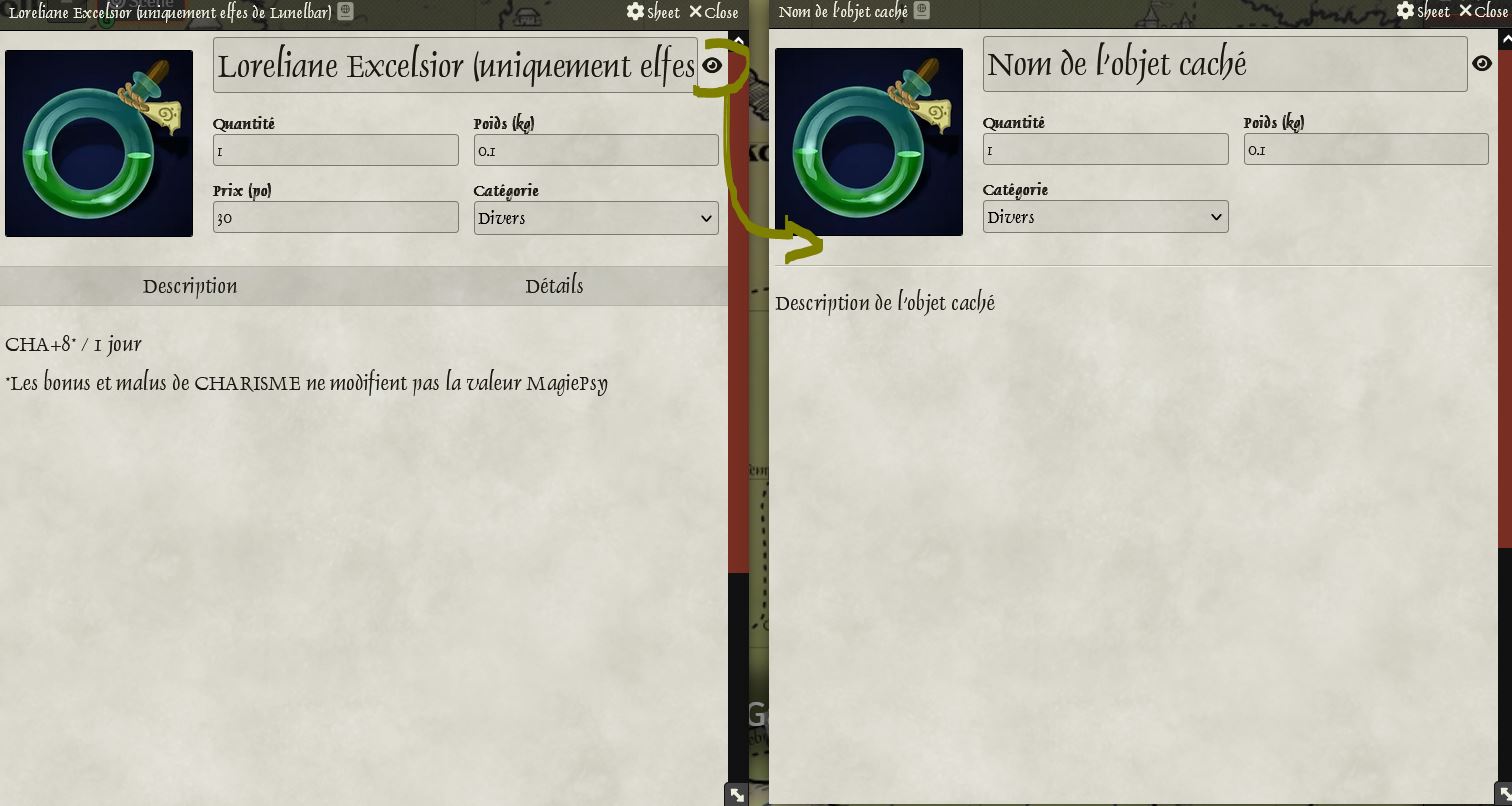 Scene
Loreliane Excelsior (uniquement elfes de Lunelbar)
Sheet
Close
Loreliane Excelsior (uniquement elfes
Quantité
Poids (kg)
1
0.1
Prix (po)
Catégorie
30
Divers
Description
Détails
CHA+8* / 1 jour
*Les bonus et malus de CHARISME ne modifient pas la valeur MagiePsy
Nom de l'objet caché
Sheet
Close
Nom de l'objet caché
Quantité
Poids (kg)
1
0.1
Catégorie
Divers
Description de l'objet caché